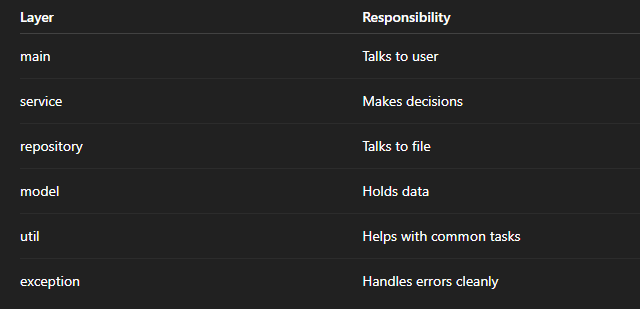 Layer Responsibility
main Talks to user
service Makes decisions
repository Talks to file
model Holds data
util Helps with common tasks
exception Handles errors cleanly